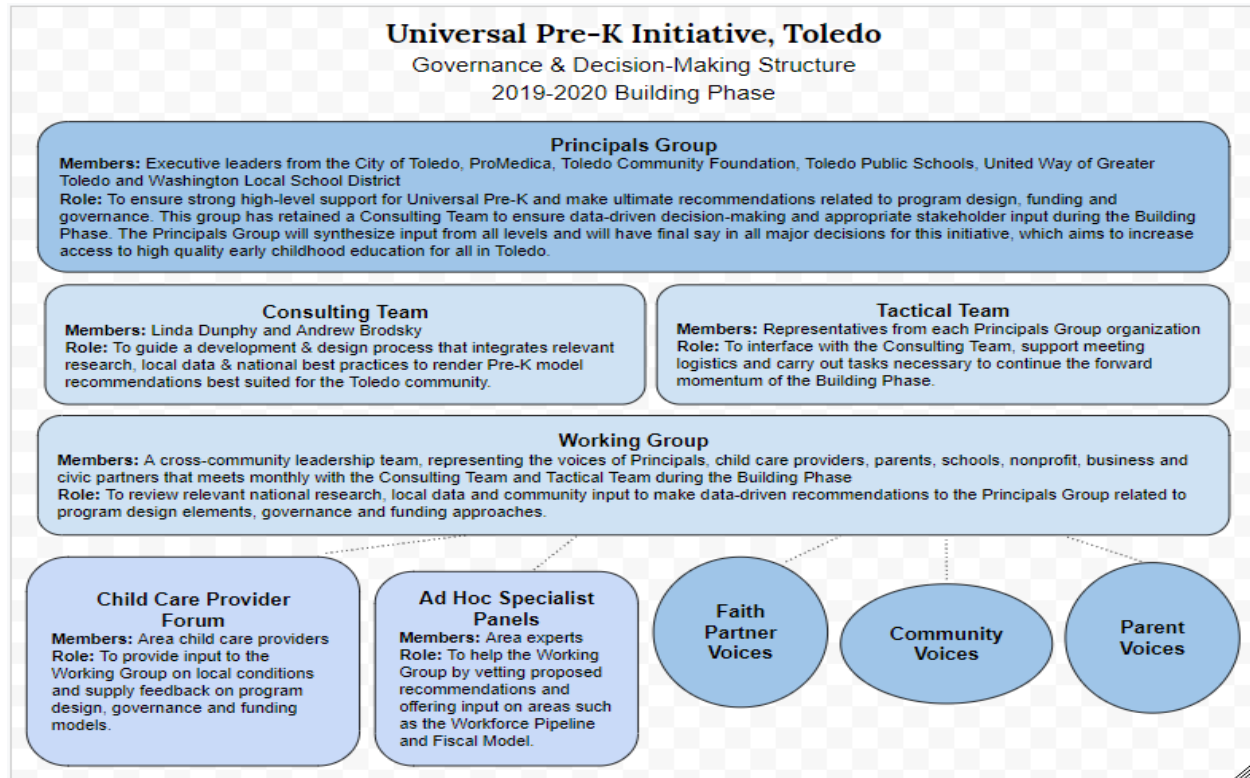 Universal Pre-K Initiative, Toledo
Governance & Decision-Making Structure
2019-2020 Building Phase
Principals Group
Members: Executive leaders from the City of Toledo, ProMedica, Toledo Community Foundation, Toledo Public Schools, United Way of Greater
Toledo and Washington Local School District
Role: To ensure strong high-level support for Universal Pre-K and make ultimate recommendations related to program design, funding and
governance. This group has retained a Consulting Team to ensure data-driven decision-making and appropriate stakeholder input during the Building
Phase. The Principals Group will synthesize input from all levels and will have final say in all major decisions for this initiative, which aims to increase
access to high quality early childhood education for all in Toledo.
Consulting Team
Members: Linda Dunphy and Andrew Brodsky
Role: To guide a development & design process that integrates relevant
research, local data & national best practices to render Pre-K model
recommendations best suited for the Toledo community.
Tactical Team
Members: Representatives from each Principals Group organization
Role: To interface with the Consulting Team, support meeting
logistics and carry out tasks necessary to continue the forward
momentum of the Building Phase.
Working Group
Members: A cross-community leadership team, representing the voices of Principals, child care providers, parents, schools, nonprofit, business and
civic partners that meets monthly with the Consulting Team and Tactical Team during the Building Phase
Role: To review relevant national research, local data and community input to make data-driven recommendations to the Principals Group related to
program design elements, governance and funding approaches.
Child Care Provider
Forum
Members: Area child care providers
Role: To provide input to the
Working Group on local conditions
and supply feedback on program
design, governance and funding
models.
Ad Hoc Specialist
Panels
Members: Area experts
Role: To help the Working
Group by vetting proposed
recommendations and
offering input on areas such
as the Workforce Pipeline
and Fiscal Model.
Faith
Partner
Voices
Community
Voices
Parent
Voices